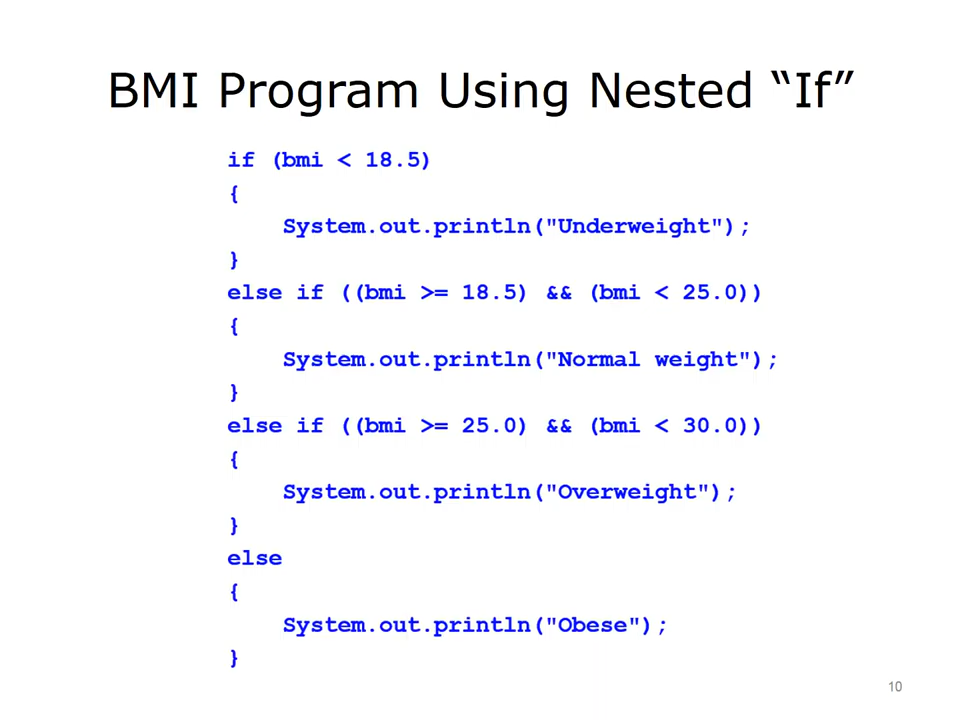 BMI Program Using Nested “If”
if (bmi < 18.5)
{
    System.out.println("Underweight");
}
else if ((bmi >= 18.5) && (bmi < 25.0))
{
    System.out.println("Normal weight");
}
else if ((bmi >= 25.0) && (bmi < 30.0))
{
    System.out.println("Overweight");
}
else
{
    System.out.println("Obese");
}
10